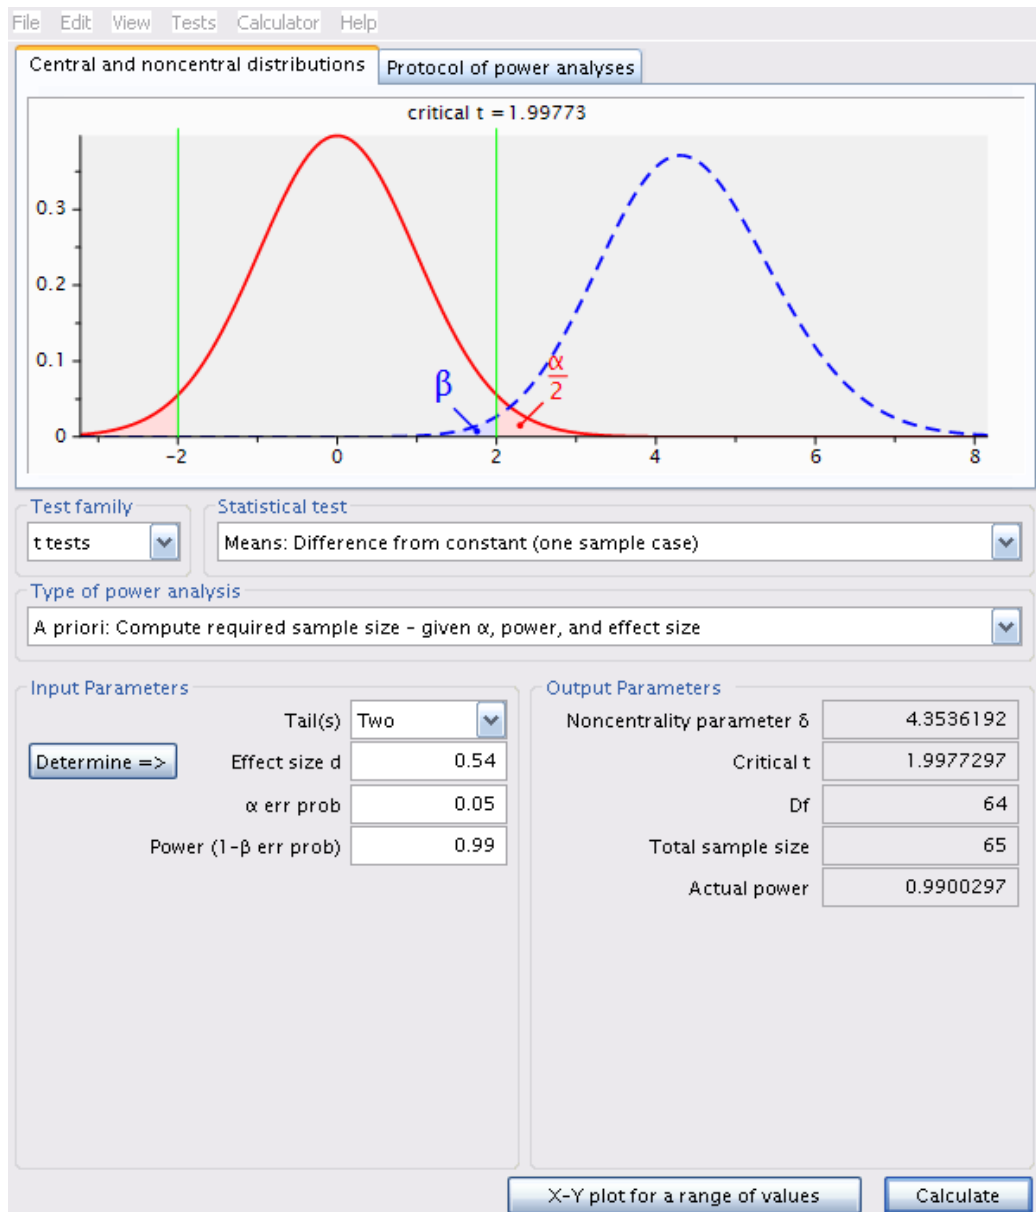 File Edit View Tests Calculator Help
Central and noncentral distributions Protocol of power analyses
critical t = 1.99773
0.3
0.2
0.1
0
β
α
2
-2 0 2 4 6 8
Test family
Statistical test
t tests
Means: Difference from constant (one sample case)
Type of power analysis
A priori: Compute required sample size – given α, power, and effect size
Input Parameters
Output Parameters
Tail(s) Two
Noncentrality parameter δ 4.3536192
Determine => Effect size d 0.54
Critical t 1.9977297
α err prob 0.05
Df 64
Power (1-β err prob) 0.99
Total sample size 65
Actual power 0.9900297
X-Y plot for a range of values
Calculate